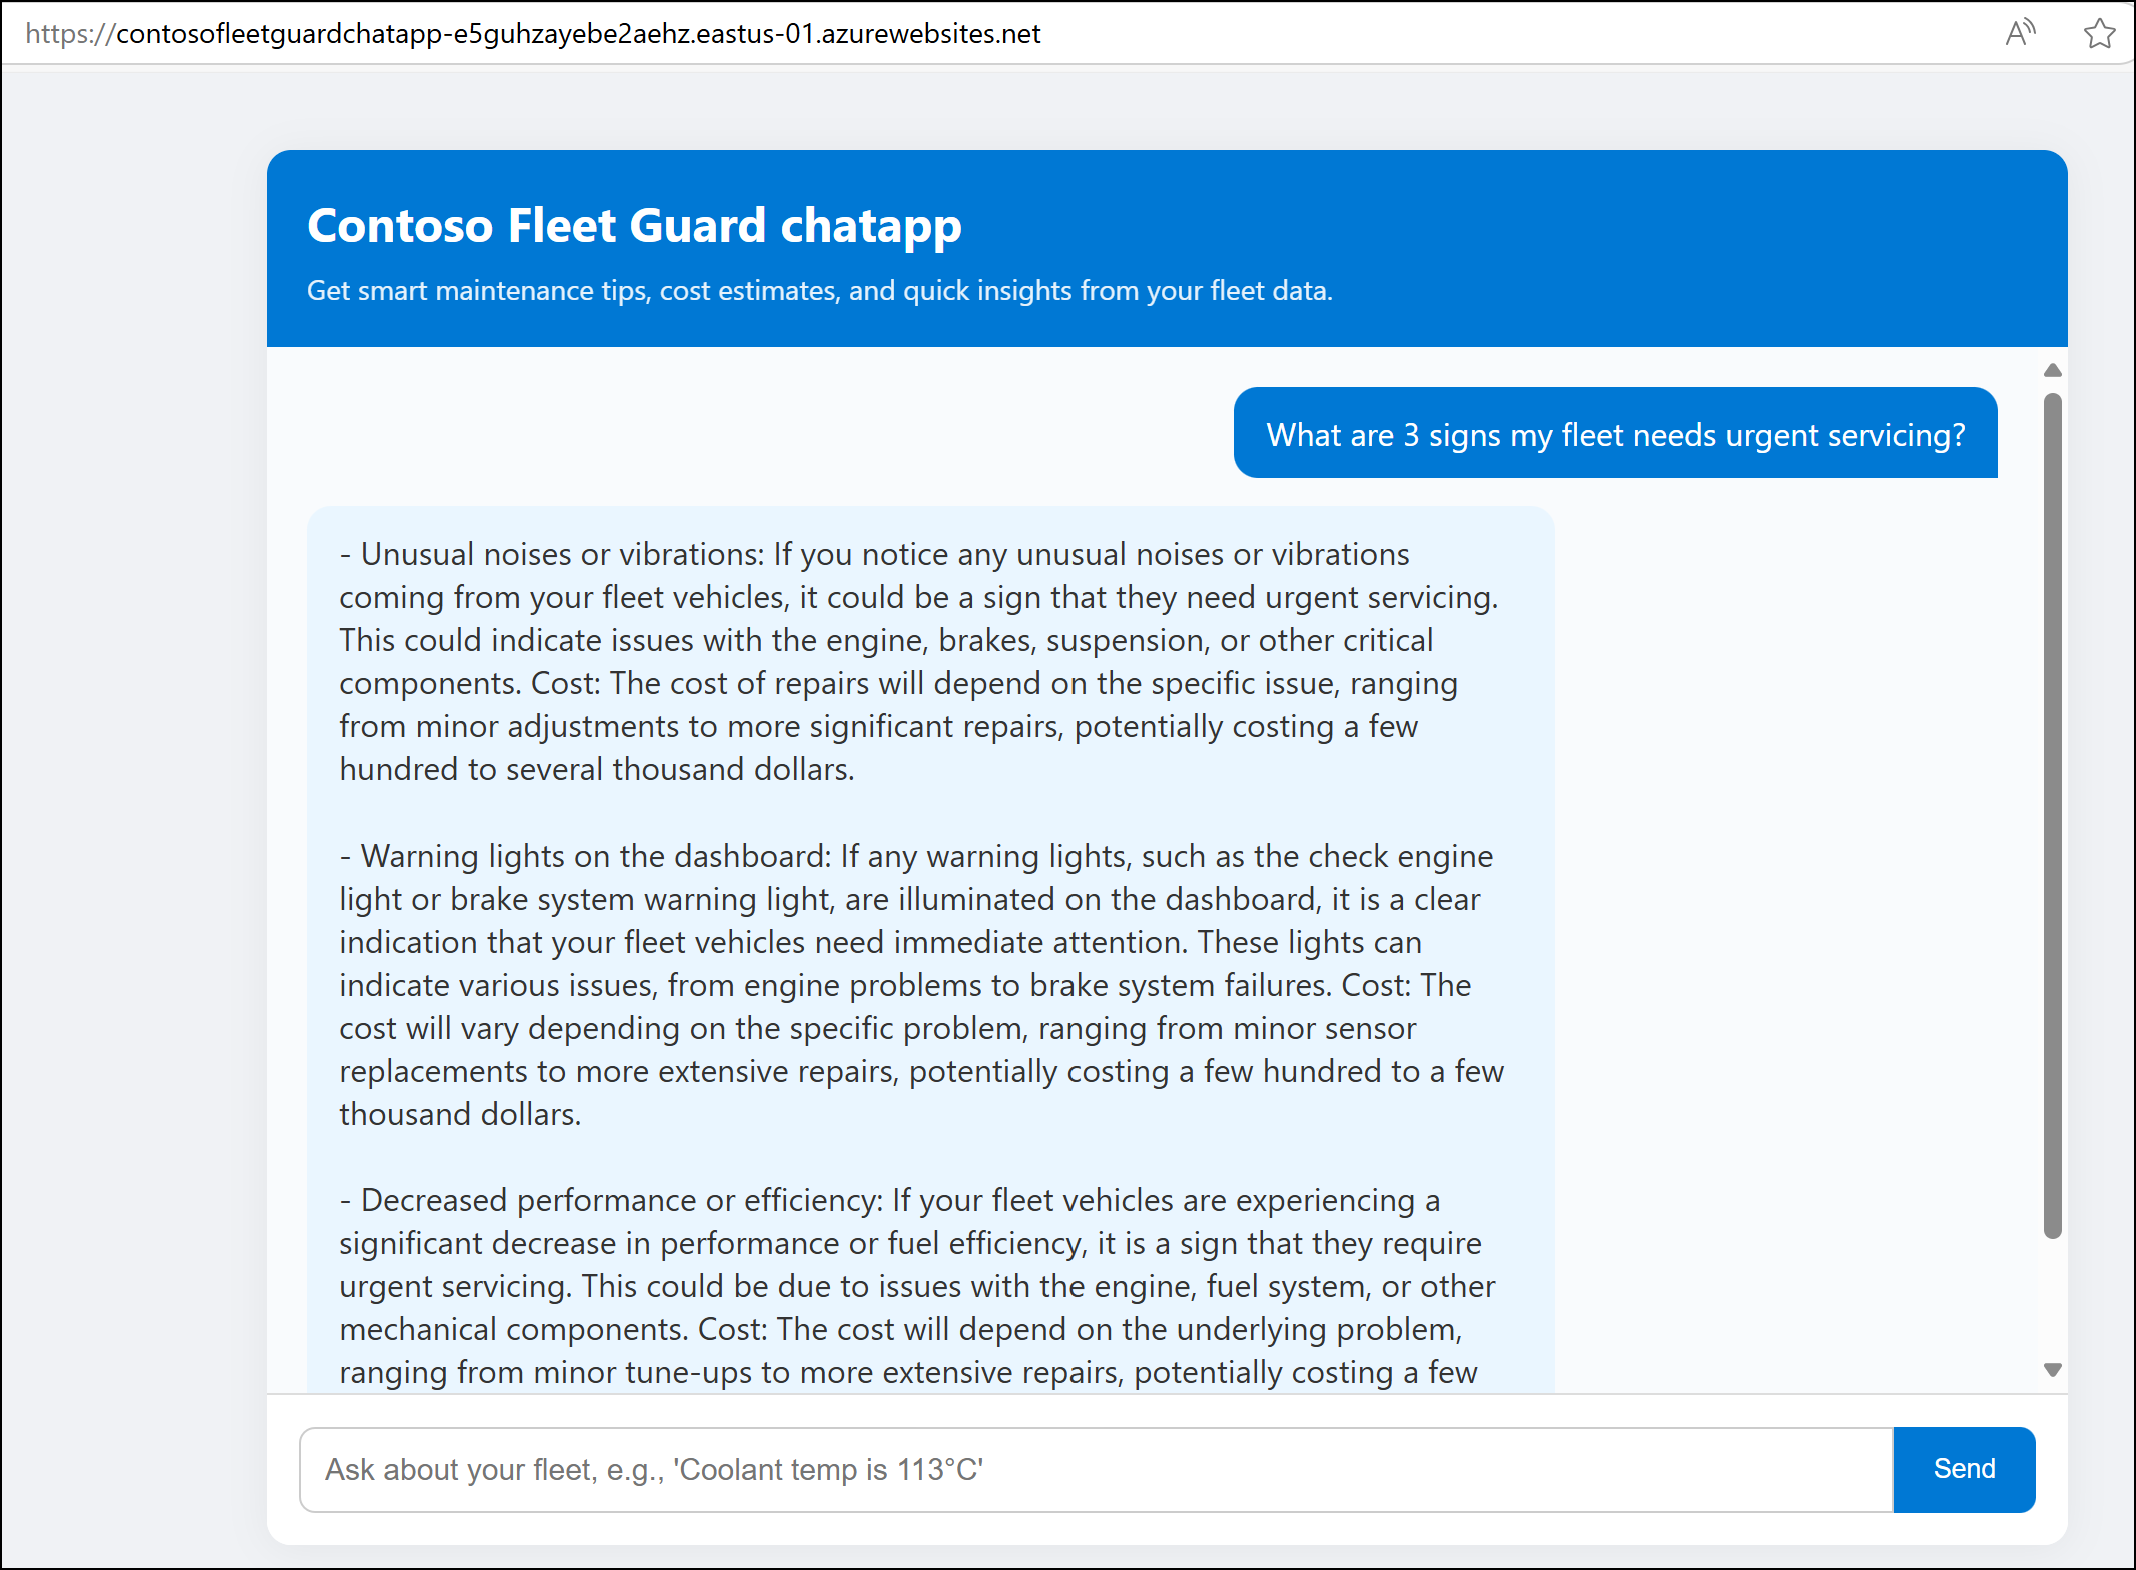 https://contosofleetguardchatapp-e5guhzayebe2aehz.eastus-01.azurewebsites.net
Contoso Fleet Guard chatapp
Get smart maintenance tips, cost estimates, and quick insights from your fleet data.
What are 3 signs my fleet needs urgent servicing?
- Unusual noises or vibrations: If you notice any unusual noises or vibrations
coming from your fleet vehicles, it could be a sign that they need urgent servicing.
This could indicate issues with the engine, brakes, suspension, or other critical
components. Cost: The cost of repairs will depend on the specific issue, ranging
from minor adjustments to more significant repairs, potentially costing a few
hundred to several thousand dollars.
- Warning lights on the dashboard: If any warning lights, such as the check engine
light or brake system warning light, are illuminated on the dashboard, it is a clear
indication that your fleet vehicles need immediate attention. These lights can
indicate various issues, from engine problems to brake system failures. Cost: The
cost will vary depending on the specific problem, ranging from minor sensor
replacements to more extensive repairs, potentially costing a few hundred to a few
thousand dollars.
- Decreased performance or efficiency: If your fleet vehicles are experiencing a
significant decrease in performance or fuel efficiency, it is a sign that they require
urgent servicing. This could be due to issues with the engine, fuel system, or other
mechanical components. Cost: The cost will depend on the underlying problem,
ranging from minor tune-ups to more extensive repairs, potentially costing a few
Ask about your fleet, e.g., 'Coolant temp is 113°C'
Send